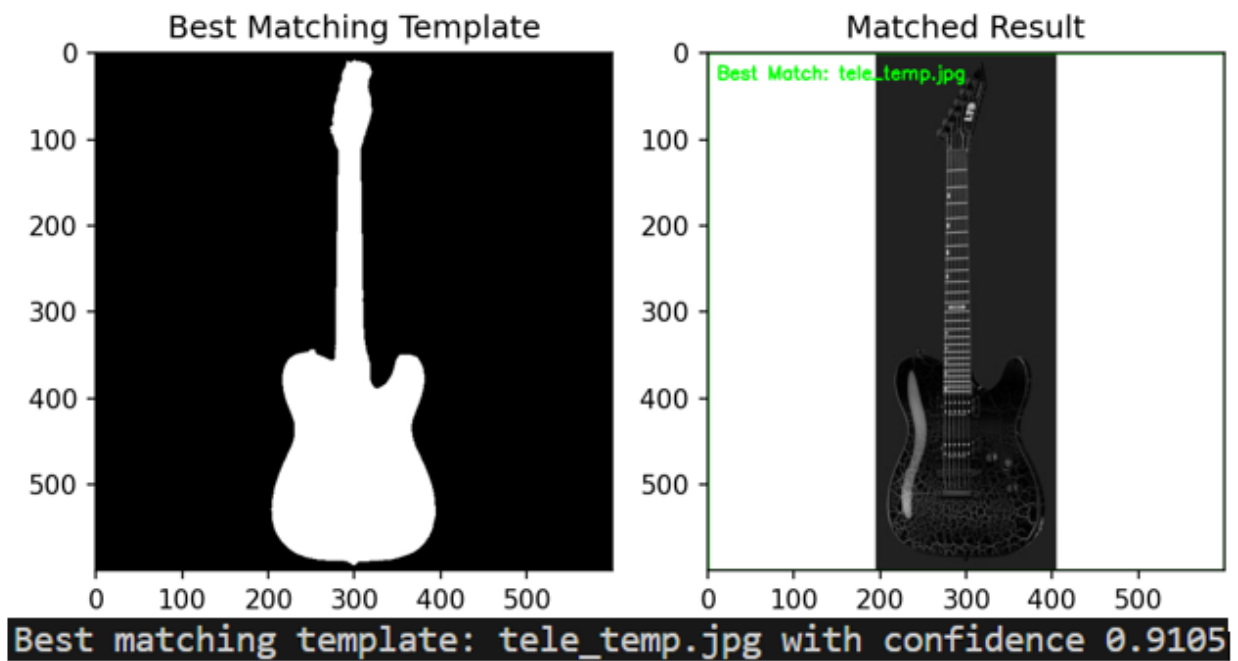 Best Matching Template
Matched Result
0
100
200
300
400
500
0 100 200 300 400 500
0
100
200
300
400
500
0 100 200 300 400 500
Best Match: tele_temp.jpg
LTD
Best matching template: tele_temp.jpg with confidence 0.9105